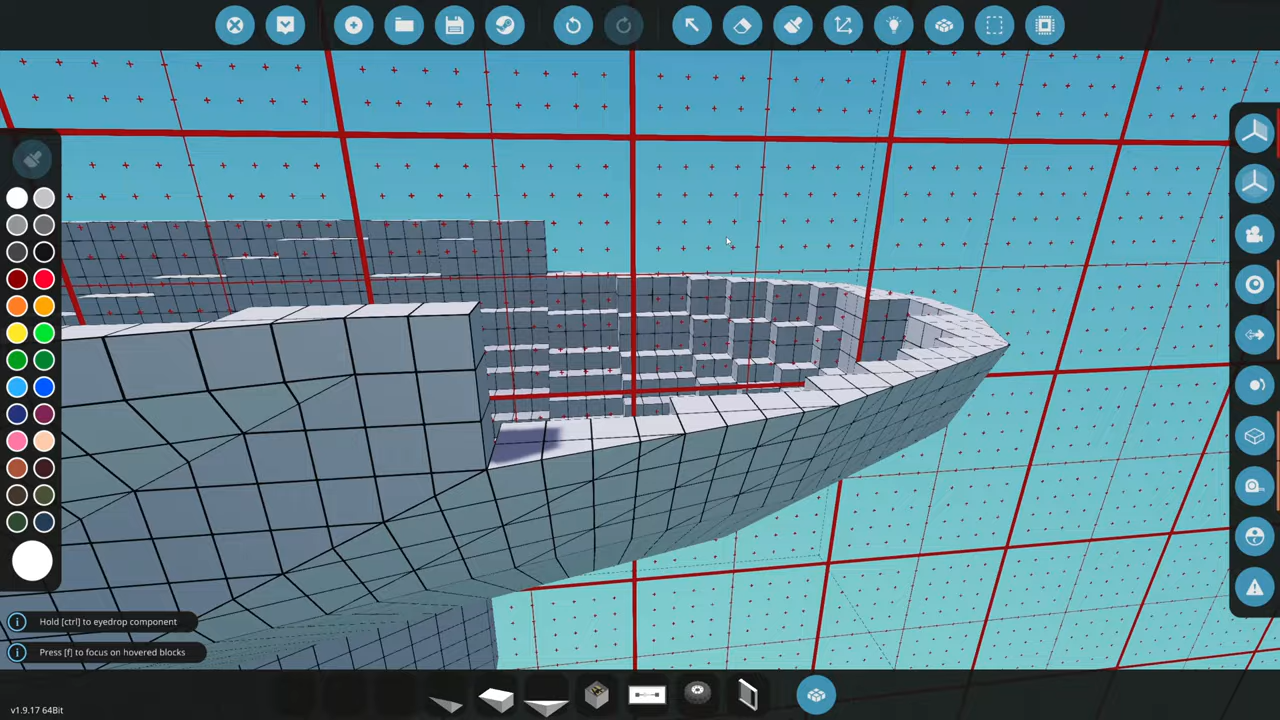 Hold [ctrl] to eyedrop component
Press [f] to focus on hovered blocks
v1.9.17 64Bit